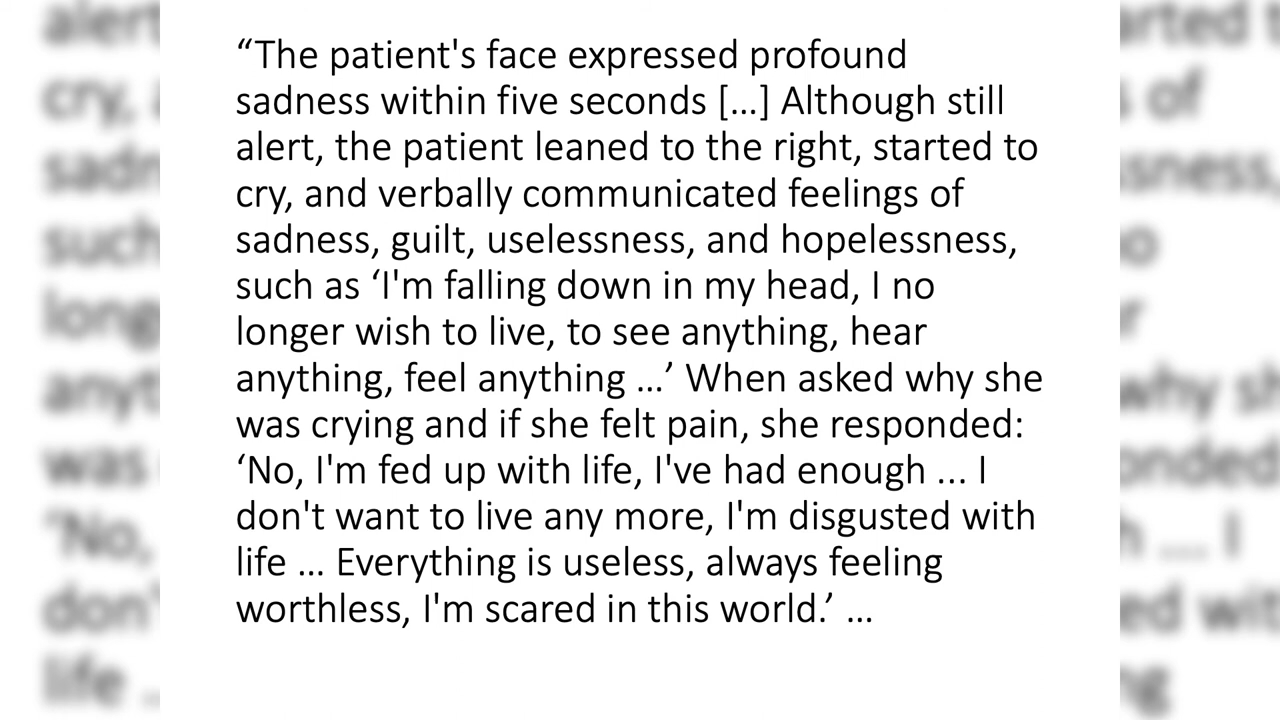 “The patient's face expressed profound
sadness within five seconds [...] Although still
alert, the patient leaned to the right, started to
cry, and verbally communicated feelings of
sadness, guilt, uselessness, and hopelessness,
such as ‘I'm falling down in my head, I no
longer wish to live, to see anything, hear
anything, feel anything ...’ When asked why she
was crying and if she felt pain, she responded:
‘No, I'm fed up with life, I've had enough ... I
don't want to live any more, I'm disgusted with
life ... Everything is useless, always feeling
worthless, I'm scared in this world.’ ...